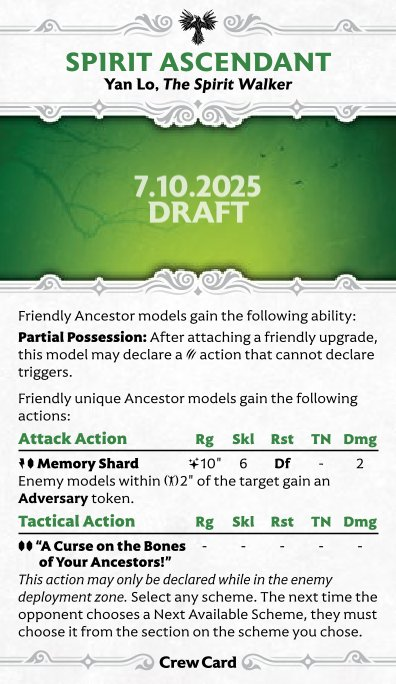 SPIRIT ASCENDANT
Yan Lo, The Spirit Walker
7.10.2025
DRAFT
Friendly Ancestor models gain the following ability:
Partial Possession: After attaching a friendly upgrade,
this model may declare a action that cannot declare
triggers.
Friendly unique Ancestor models gain the following
actions:
Attack Action Rg Skl Rst TN Dmg
Memory Shard 10" 6 Df - 2
Enemy models within 2" of the target gain an
Adversary token.
Tactical Action Rg Skl Rst TN Dmg
“A Curse on the Bones - - - - -
of Your Ancestors!”
This action may only be declared while in the enemy
deployment zone. Select any scheme. The next time the
opponent chooses a Next Available Scheme, they must
choose it from the section on the scheme you chose.
Crew Card